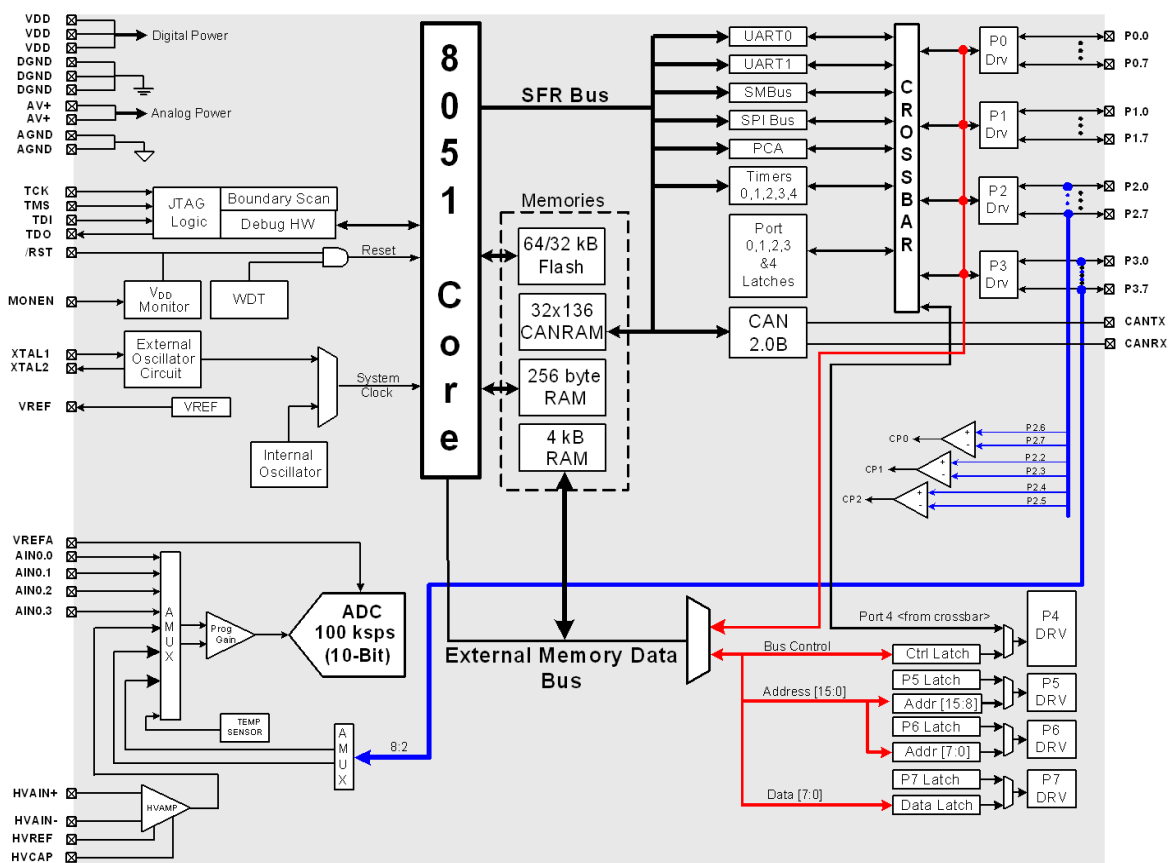 VDD
VDD
VDD
DGND
DGND
DGND
AV+
AV+
AGND
AGND
Digital Power
Analog Power
TCK
TMS
TDI
TDO
/RST
MONEN
XTAL1
XTAL2
VREF
JTAG
Logic
Boundary Scan
Debug HW
Reset
VDD
Monitor
WDT
External
Oscillator
Circuit
System
Clock
VREF
Internal
Oscillator
8051 Core
SFR Bus
Memories
64/32 kB
Flash
32x136
CANRAM
256 byte
RAM
4 kB
RAM
UART0
UART1
SMBus
SPI Bus
PCA
Timers
0,1,2,3,4
Port
0,1,2,3
&4
Latches
CAN
2.0B
CROSSBAR
P0
Drv
P1
Drv
P2
Drv
P3
Drv
P0.0
P0.7
P1.0
P1.7
P2.0
P2.7
P3.0
P3.7
CANTX
CANRX
CP0
+
-
P2.6
P2.7
CP1
+
-
P2.2
P2.3
CP2
+
-
P2.4
P2.5
VREFA
AIN0.0
AIN0.1
AIN0.2
AIN0.3
AMUX
Prog
Gain
ADC
100 ksps
(10-Bit)
TEMP
SENSOR
AMUX
8:2
HVAIN+
HVAIN-
HVREF
HVCAP
HVAMP
External Memory Data
Bus
Port 4 <from crossbar>
Bus Control
Ctrl Latch
P4
DRV
Address [15:0]
P5 Latch
Addr [15:8]
P5
DRV
P6 Latch
Addr [7:0]
P6
DRV
Data [7:0]
P7 Latch
Data Latch
P7
DRV